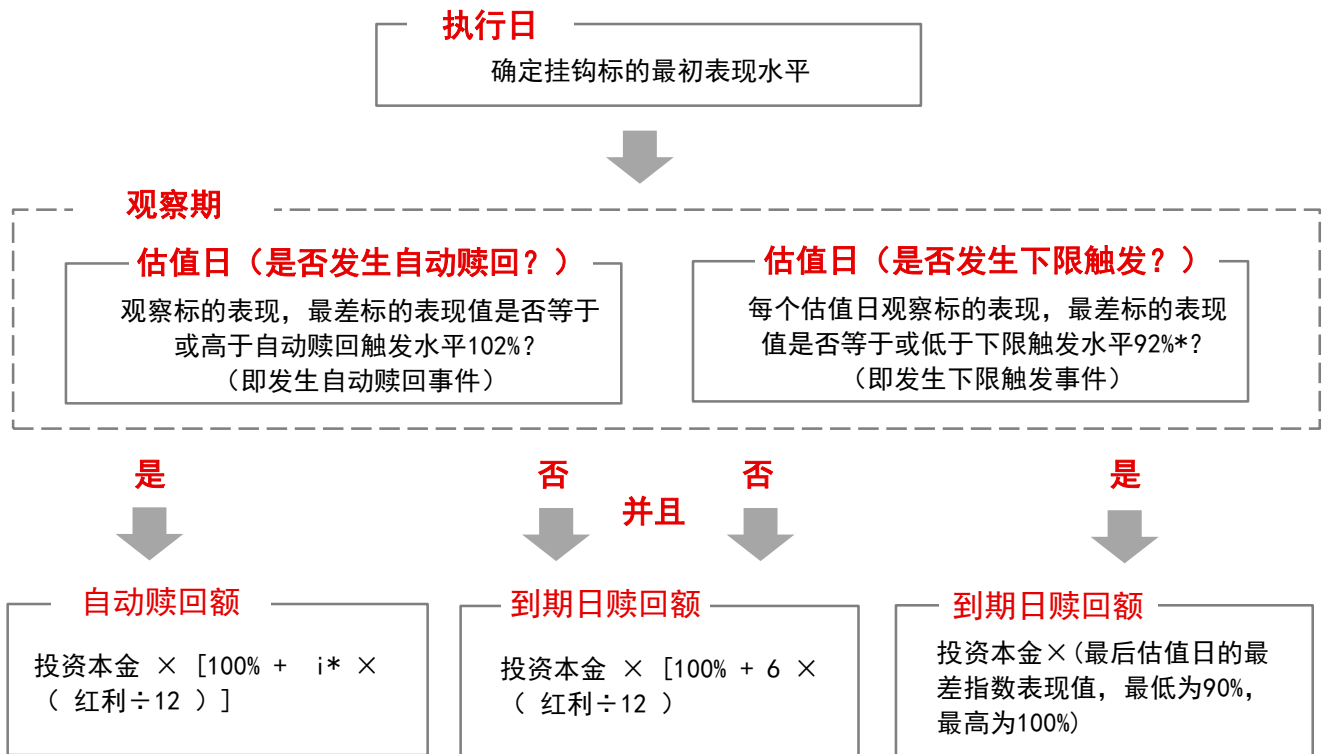 执行日
确定挂钩标的最初表现水平
观察期
估值日（是否发生自动赎回？）
观察标的表现，最差标的表现值是否等于
或高于自动赎回触发水平102%?
（即发生自动赎回事件）
估值日（是否发生下限触发？）
每个估值日观察标的表现，最差标的表现
值是否等于或低于下限触发水平92%*?
（即发生下限触发事件）
是
否
并且
否
是
自动赎回额
投资本金 × [100% + i* ×
（ 红利÷12 ）]
到期日赎回额
投资本金 × [100% + 6 ×
（ 红利÷12 ）
到期日赎回额
投资本金×(最后估值日的最
差指数表现值，最低为90%，
最高为100%)